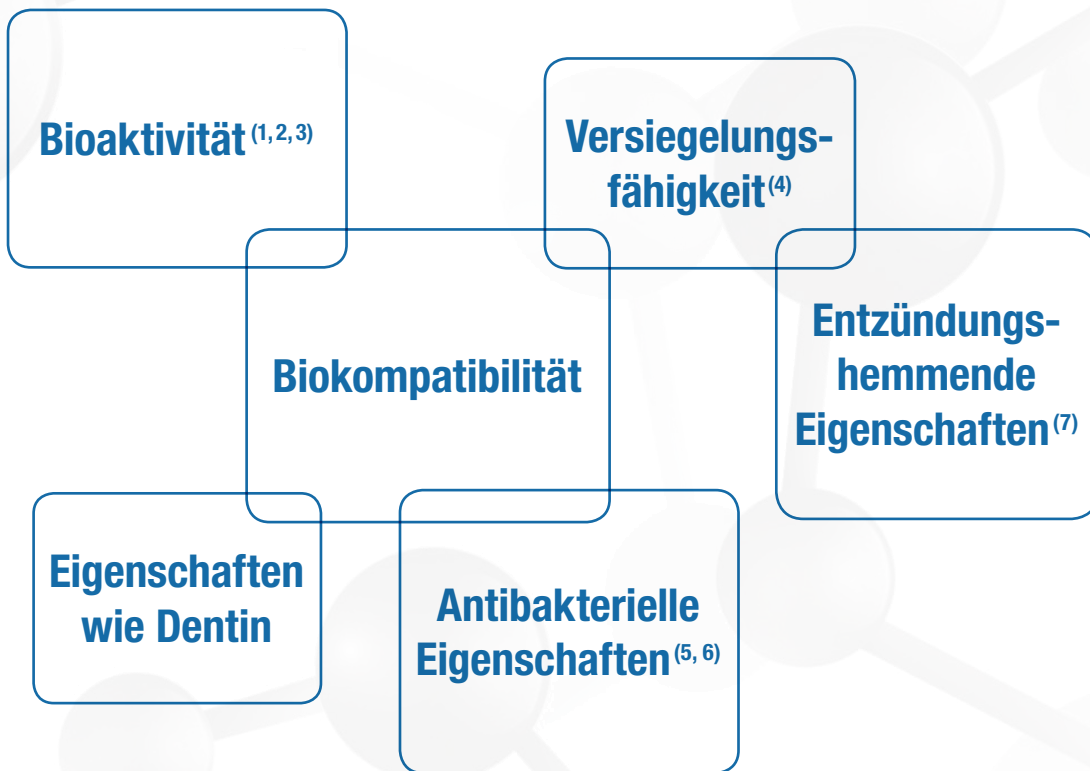 Bioaktivität (1, 2, 3)
Versiegelungs-
fähigkeit (4)
Biokompatibilität
Entzündungs-
hemmende
Eigenschaften (7)
Eigenschaften
wie Dentin
Antibakterielle
Eigenschaften (5, 6)